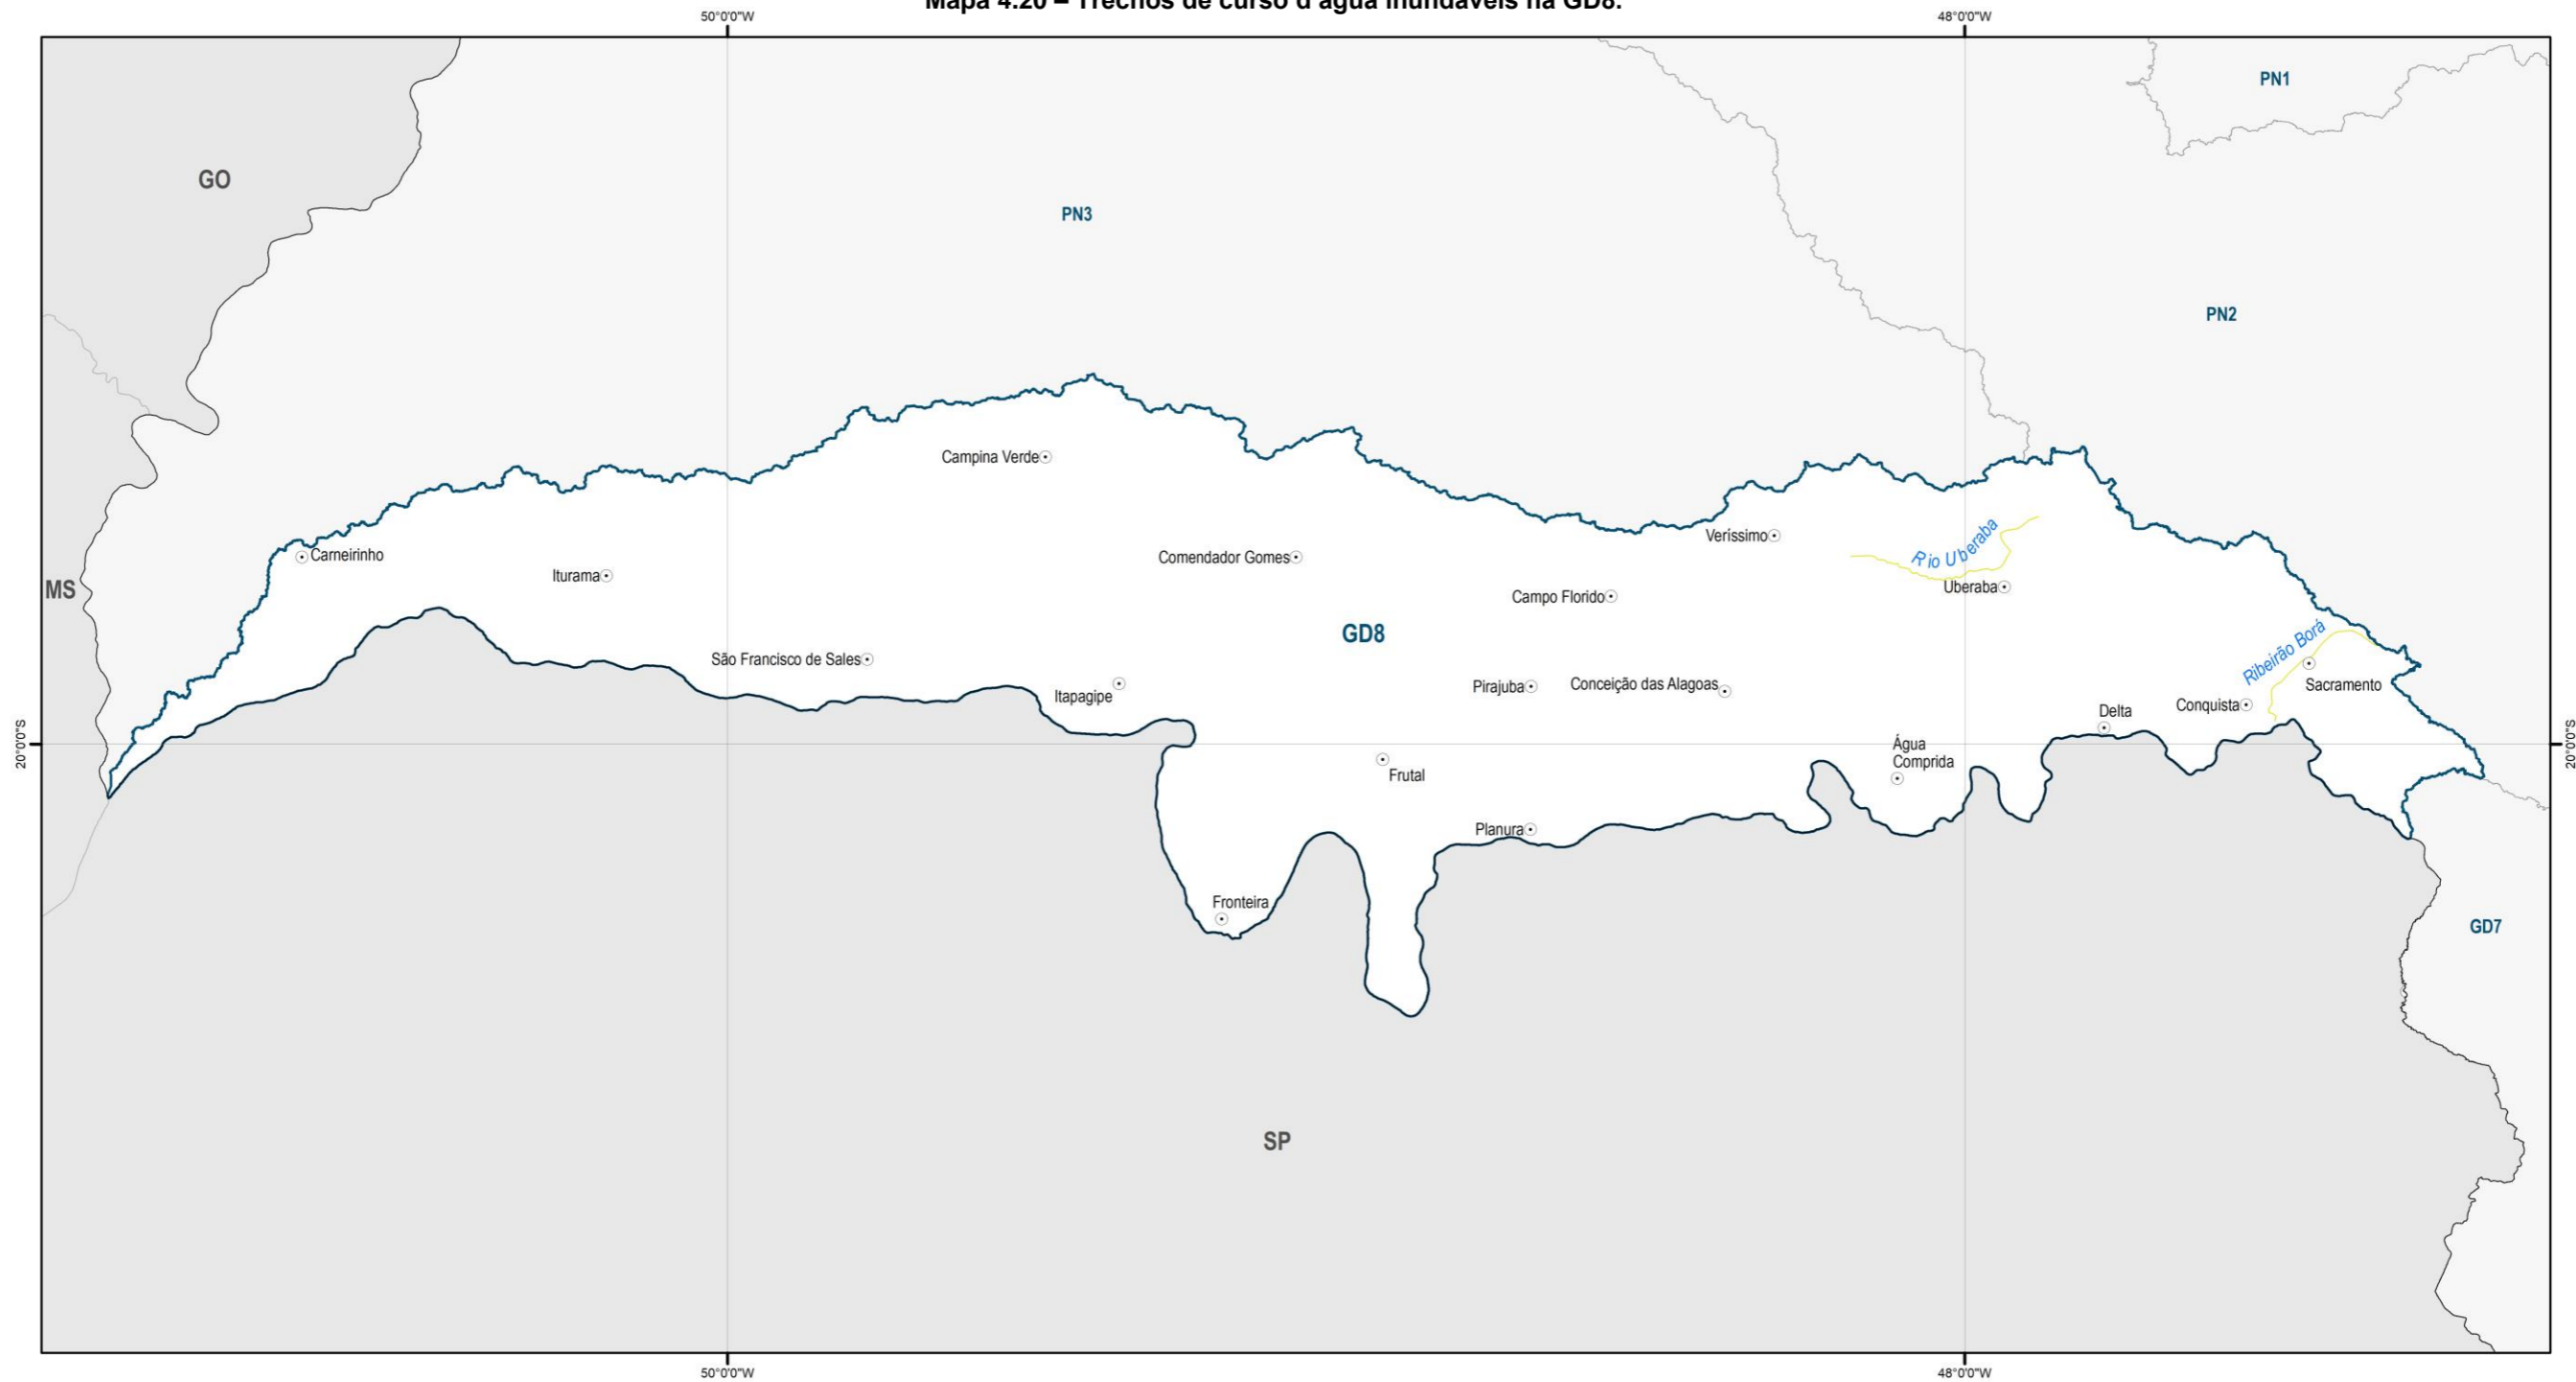 Mapa 4.20 – Trechos de curso d'água inundáveis na GD8.
50°0'0"W
48°0'0"W
PN1
GO
PN3
PN2
Campina Verde
Veríssimo
Rio Uberaba
Carneirinho
Comendador Gomes
Iturama
MS
Uberaba
Campo Florido
GD8
Ribeirão Borá
São Francisco de Sales
Itapagipe
Pirajuba
Conceição das Alagoas
Sacramento
Conquista
Delta
20°0'0"S
20°0'0"S
Água
Comprida
Frutal
Planura
Fronteira
GD7
SP
50°0'0"W
48°0'0"W